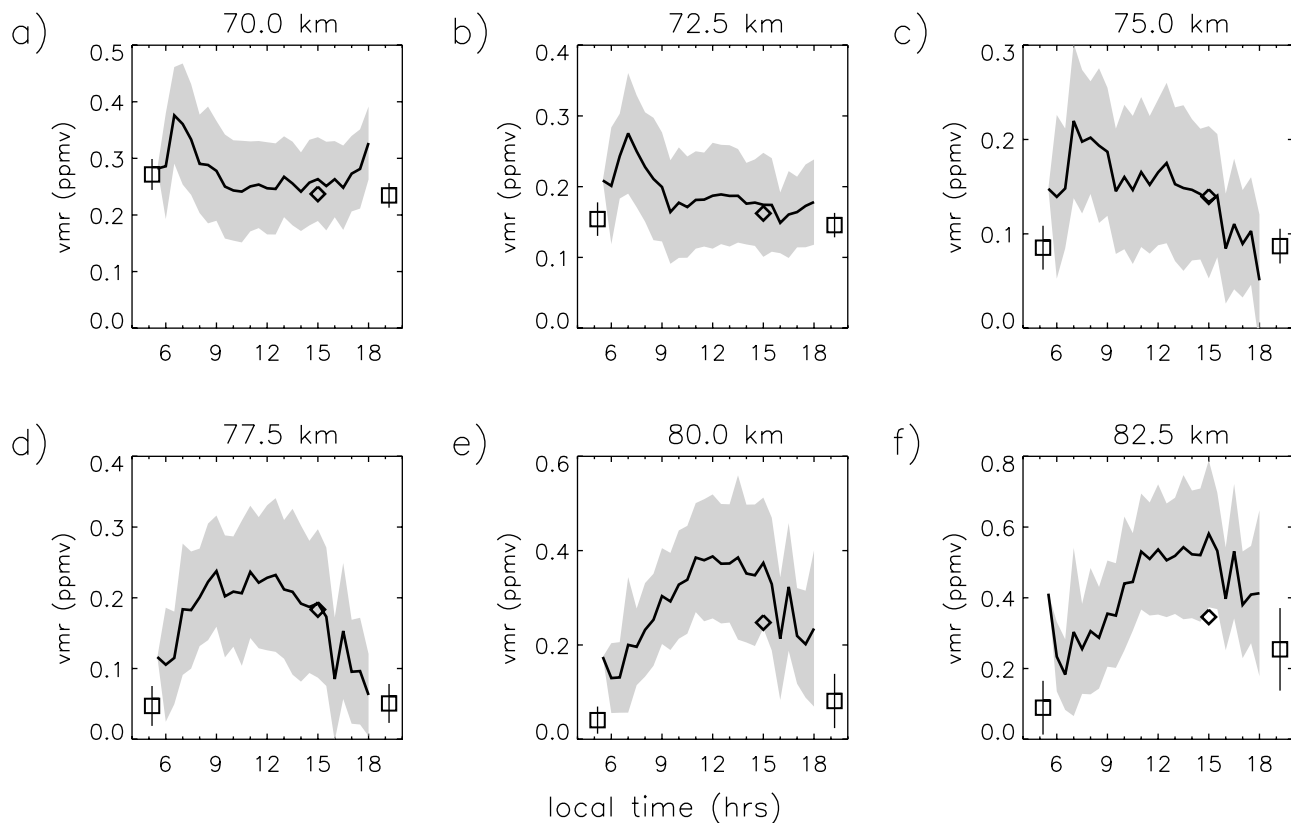 a) 70.0 km
vmr (ppmv)
0.5
0.4
0.3
0.2
0.1
0.0
6 9 12 15 18
b) 72.5 km
vmr (ppmv)
0.4
0.3
0.2
0.1
0.0
6 9 12 15 18
c) 75.0 km
vmr (ppmv)
0.3
0.2
0.1
0.0
6 9 12 15 18
d) 77.5 km
vmr (ppmv)
0.4
0.3
0.2
0.1
0.0
6 9 12 15 18
e) 80.0 km
vmr (ppmv)
0.6
0.4
0.2
0.0
6 9 12 15 18
f) 82.5 km
vmr (ppmv)
0.8
0.6
0.4
0.2
0.0
6 9 12 15 18
local time (hrs)